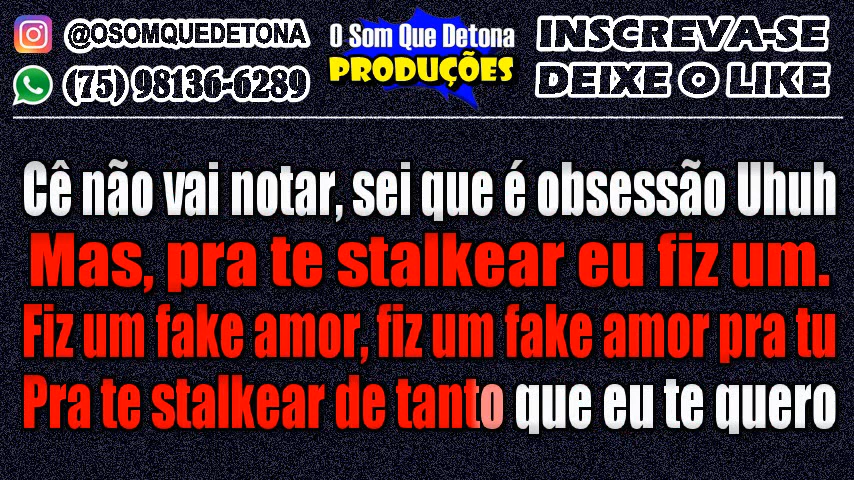 @OSOMQUEDETONA
(75) 98136-6289
O Som Que Detona
PRODUÇÕES
INSCREVA-SE
DEIXE O LIKE
Cê não vai notar, sei que é obsessão Uhuh
Mas, pra te stalkear eu fiz um.
Fiz um fake amor, fiz um fake amor pra tu
Pra te stalkear de tanto que eu te quero